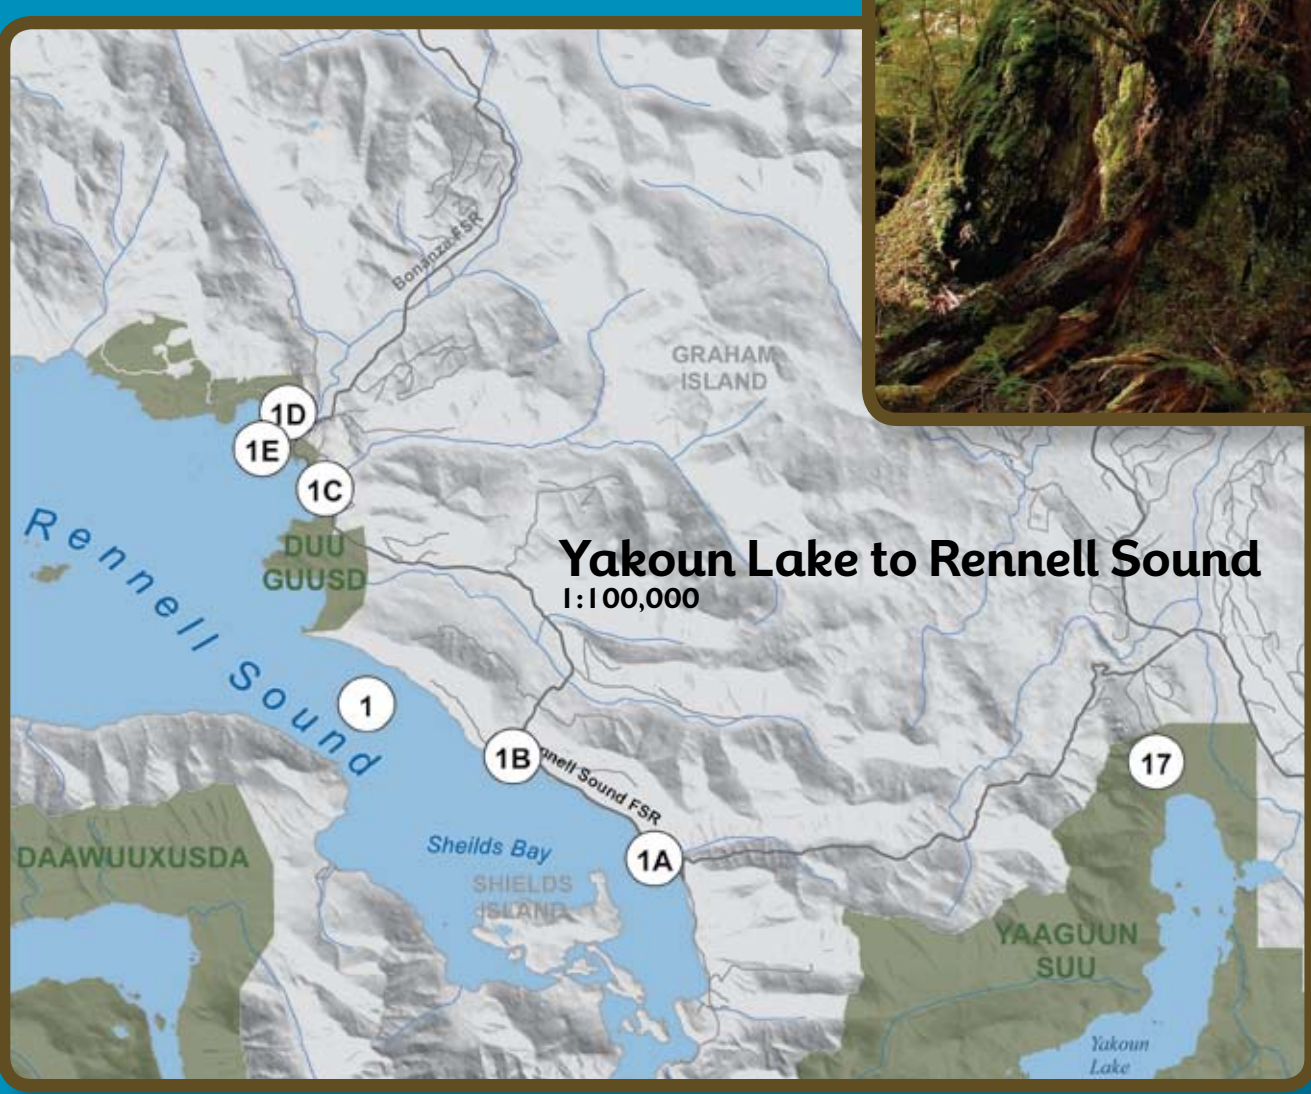 Bonanza FSR
GRAHAM
ISLAND
1D
1E
1C
Rennell Sound
DUU
GUUSD
Yakoun Lake to Rennell Sound
1:100,000
1
1B
nnell Sound FSR
17
Sheilds Bay
1A
DAAWUUXUSDA
SHIELDS
ISLAND
YAAGUUN
SUU
Yakoun
Lake